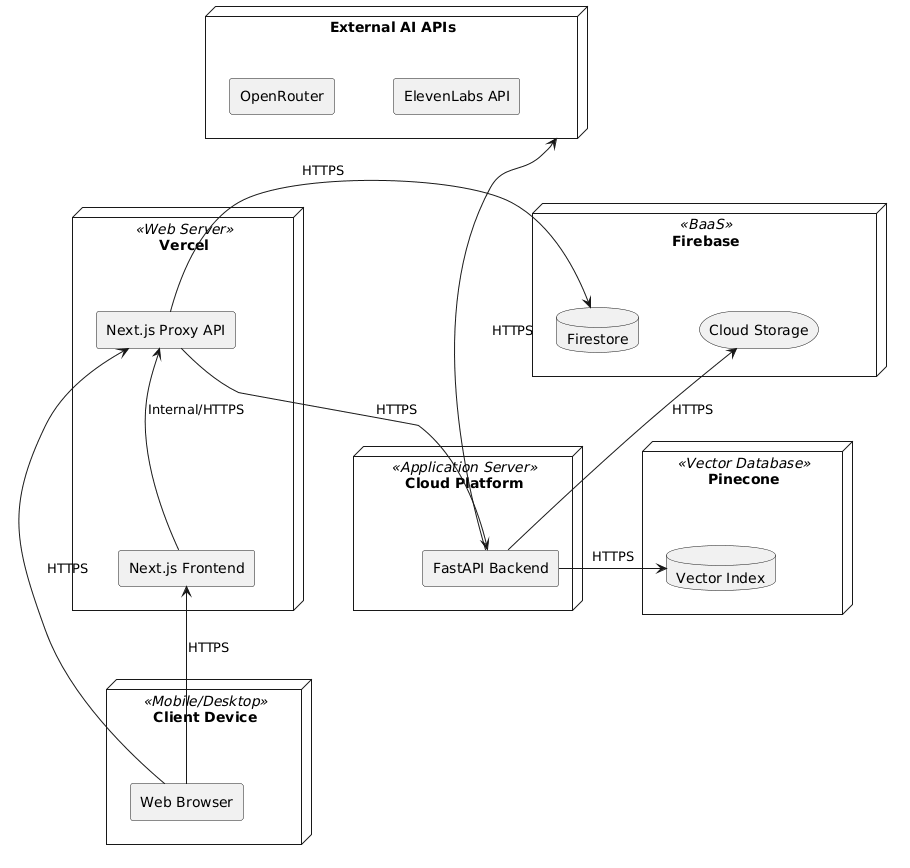 External AI APIs
OpenRouter
ElevenLabs API
HTTPS
«Web Server»
Vercel
«BaaS»
Firebase
Next.js Proxy API
HTTPS
Firestore
Cloud Storage
Internal/HTTPS
HTTPS
HTTPS
«Application Server»
Cloud Platform
«Vector Database»
Pinecone
HTTPS
Next.js Frontend
FastAPI Backend
HTTPS
Vector Index
HTTPS
«Mobile/Desktop»
Client Device
Web Browser